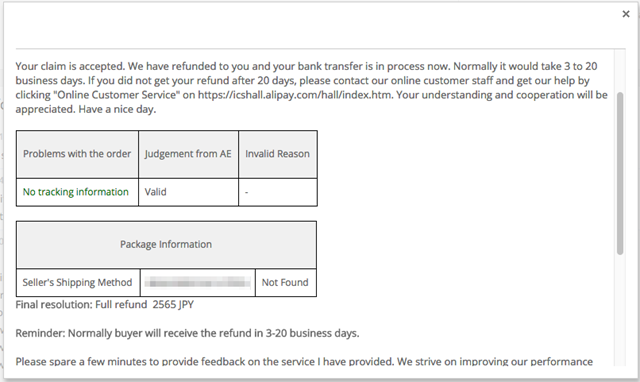 ×
Your claim is accepted. We have refunded to you and your bank transfer is in process now. Normally it would take 3 to 20
business days. If you did not get your refund after 20 days, please contact our online customer staff and get our help by
clicking "Online Customer Service" on https://icshall.alipay.com/hall/index.htm. Your understanding and cooperation will be
appreciated. Have a nice day.
Problems with the order Judgement from AE Invalid Reason
No tracking information Valid -
Package Information
Seller's Shipping Method Not Found
Final resolution: Full refund 2565 JPY
Reminder: Normally buyer will receive the refund in 3-20 business days.
Please spare a few minutes to provide feedback on the service I have provided. We strive on improving our performance